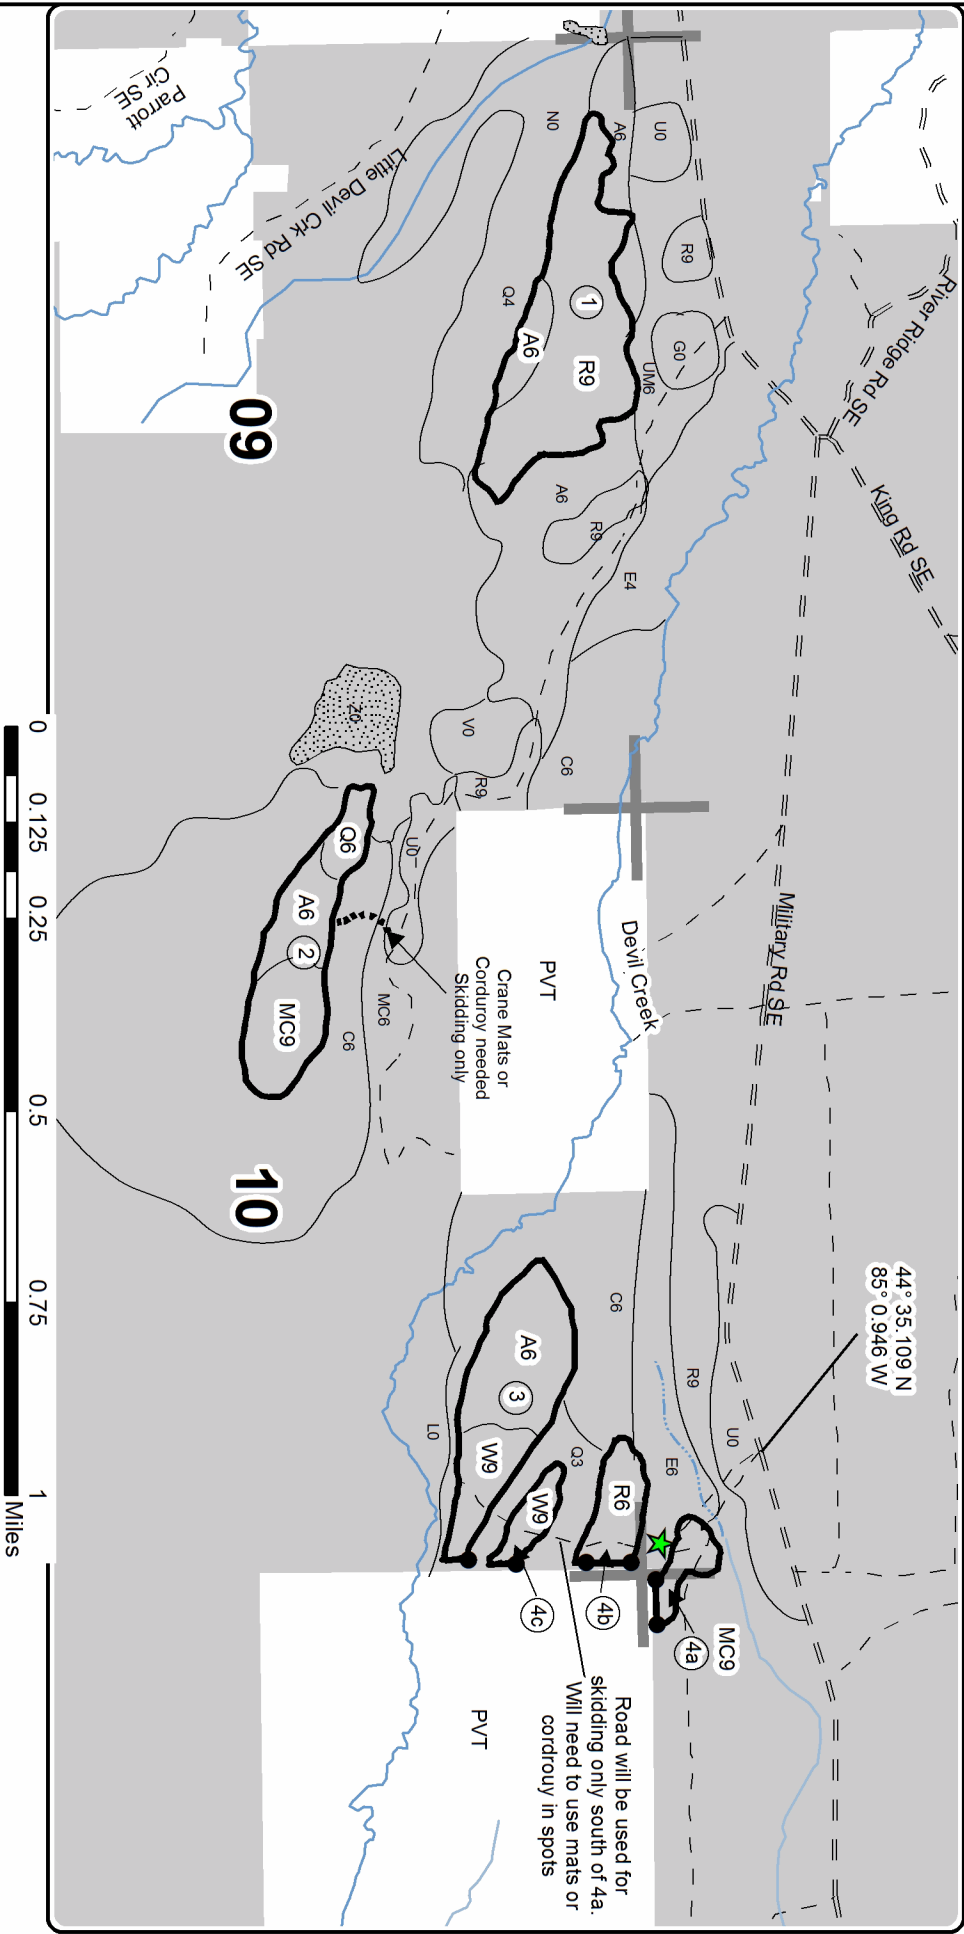 Parrott
Cir SE
Little Devil Crk Rd SE
River Ridge Rd SE
King Rd SE
Military Rd SE
Devil Creek
N0
A6
U0
R9
Q4
1
A6
R9
G0
UM6
A6
R9
E4
09
Z0
V0
R9
C6
U0
Q6
A6
2
MC9
C6
MC6
Crane Mats or
Corduroy needed
Skidding only
PVT
10
44° 35.109 N
85° 0.946 W
C6
A6
3
W9
L0
Q3
W9
R6
R9
U0
E6
4c
4b
4a
MC9
Road will be used for
skidding only south of 4a.
Will need to use mats or
cordrouy in spots
PVT
0
0.125
0.25
0.5
0.75
1
Miles